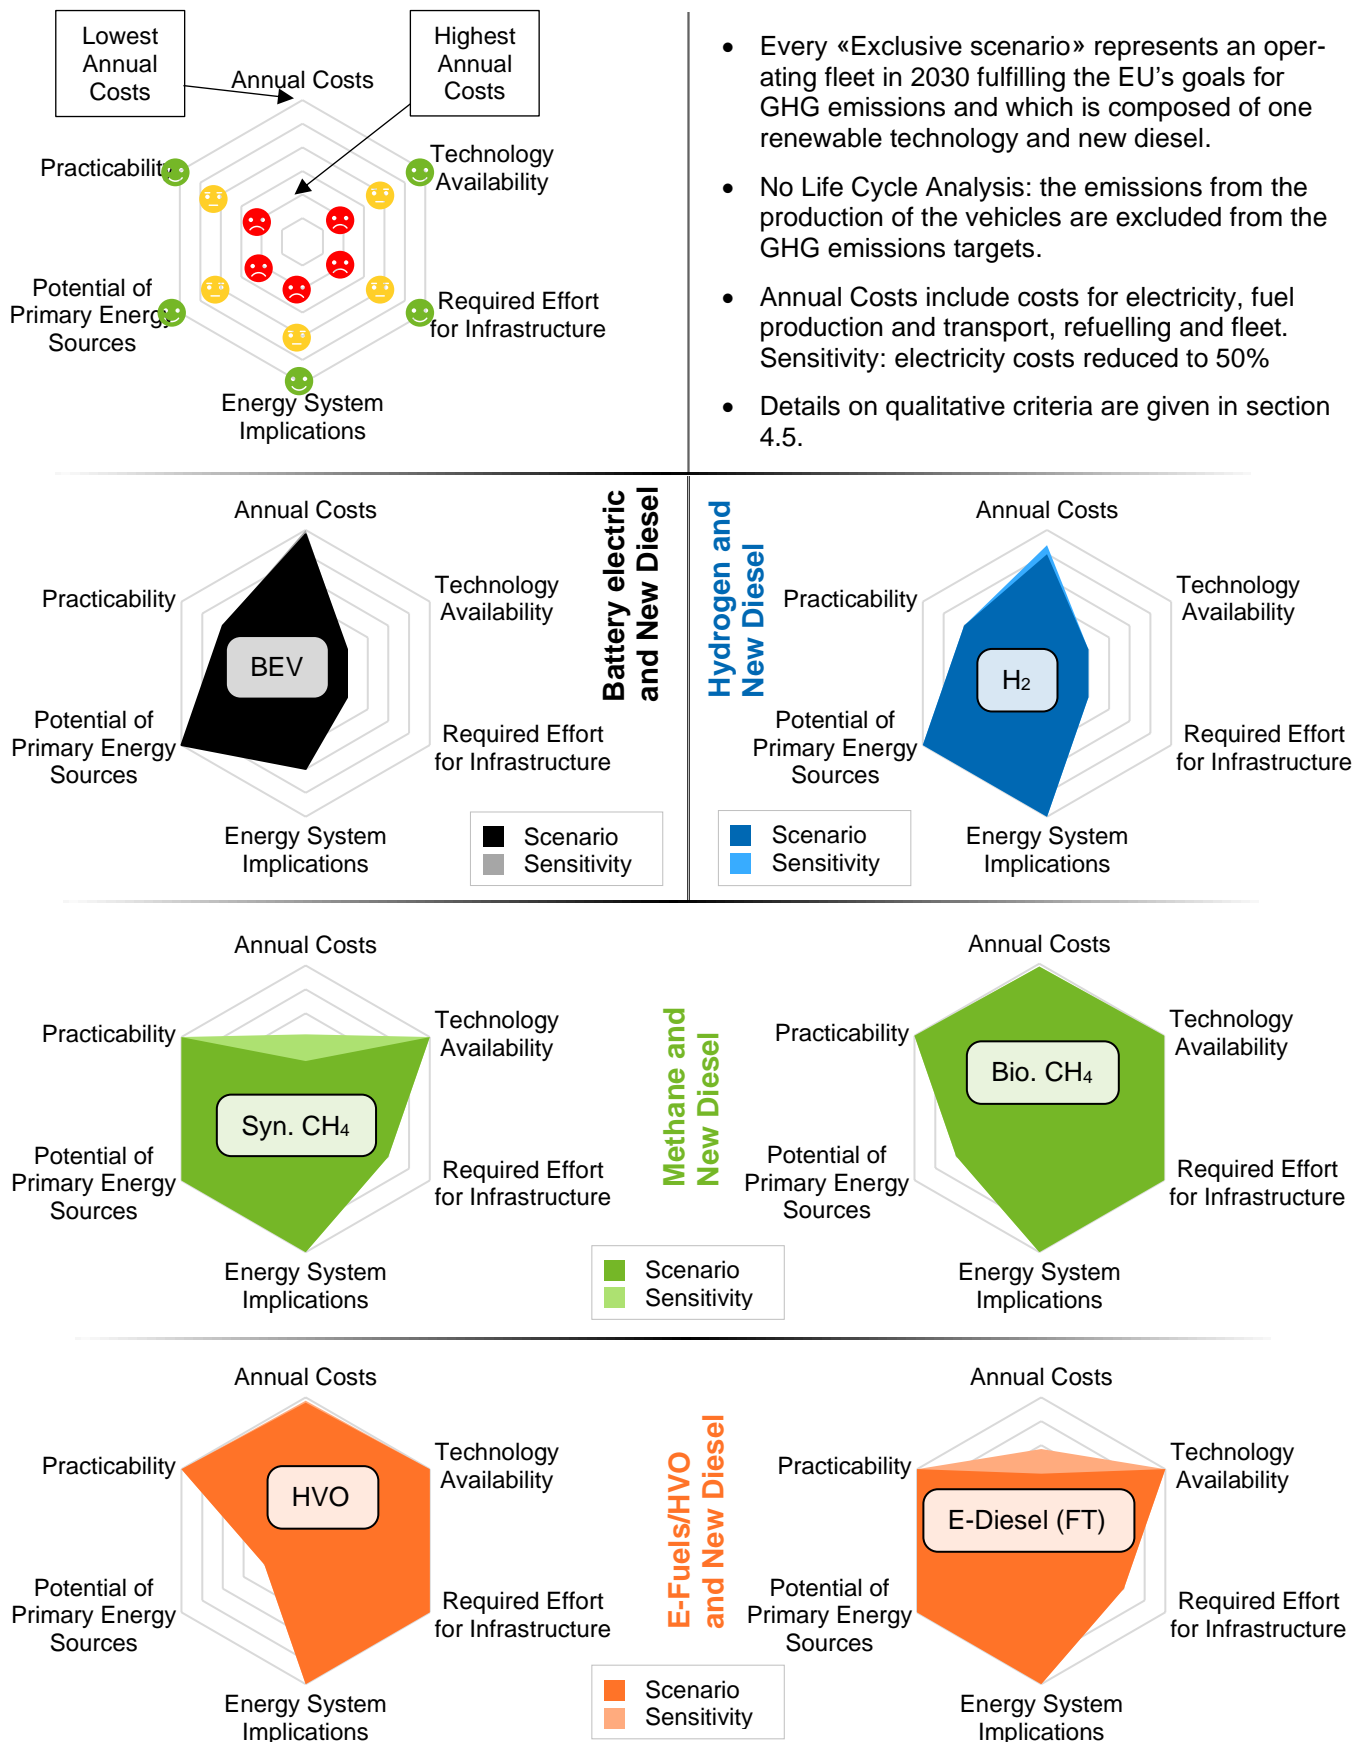 Lowest
Annual
Costs
Highest
Annual
Costs
Annual Costs
Practicability
Technology
Availability
Potential of
Primary Energy
Sources
Required Effort
for Infrastructure
Energy System
Implications
• Every «Exclusive scenario» represents an oper-
ating fleet in 2030 fulfilling the EU's goals for
GHG emissions and which is composed of one
renewable technology and new diesel.
• No Life Cycle Analysis: the emissions from the
production of the vehicles are excluded from the
GHG emissions targets.
• Annual Costs include costs for electricity, fuel
production and transport, refuelling and fleet.
Sensitivity: electricity costs reduced to 50%
• Details on qualitative criteria are given in section
4.5.
Annual Costs
Practicability
Technology
Availability
BEV
Potential of
Primary Energy
Sources
Required Effort
for Infrastructure
Energy System
Implications
Battery electric
and New Diesel
Scenario
Sensitivity
Hydrogen and
New Diesel
Annual Costs
Practicability
Technology
Availability
H₂
Potential of
Primary Energy
Sources
Required Effort
for Infrastructure
Energy System
Implications
Scenario
Sensitivity
Annual Costs
Practicability
Technology
Availability
Syn. CH₄
Potential of
Primary Energy
Sources
Required Effort
for Infrastructure
Energy System
Implications
Methane and
New Diesel
Scenario
Sensitivity
Annual Costs
Practicability
Technology
Availability
Bio. CH₄
Potential of
Primary Energy
Sources
Required Effort
for Infrastructure
Energy System
Implications
Annual Costs
Practicability
Technology
Availability
HVO
Potential of
Primary Energy
Sources
Required Effort
for Infrastructure
Energy System
Implications
E-Fuels/HVO
and New Diesel
Scenario
Sensitivity
Annual Costs
Practicability
Technology
Availability
E-Diesel (FT)
Potential of
Primary Energy
Sources
Required Effort
for Infrastructure
Energy System
Implications